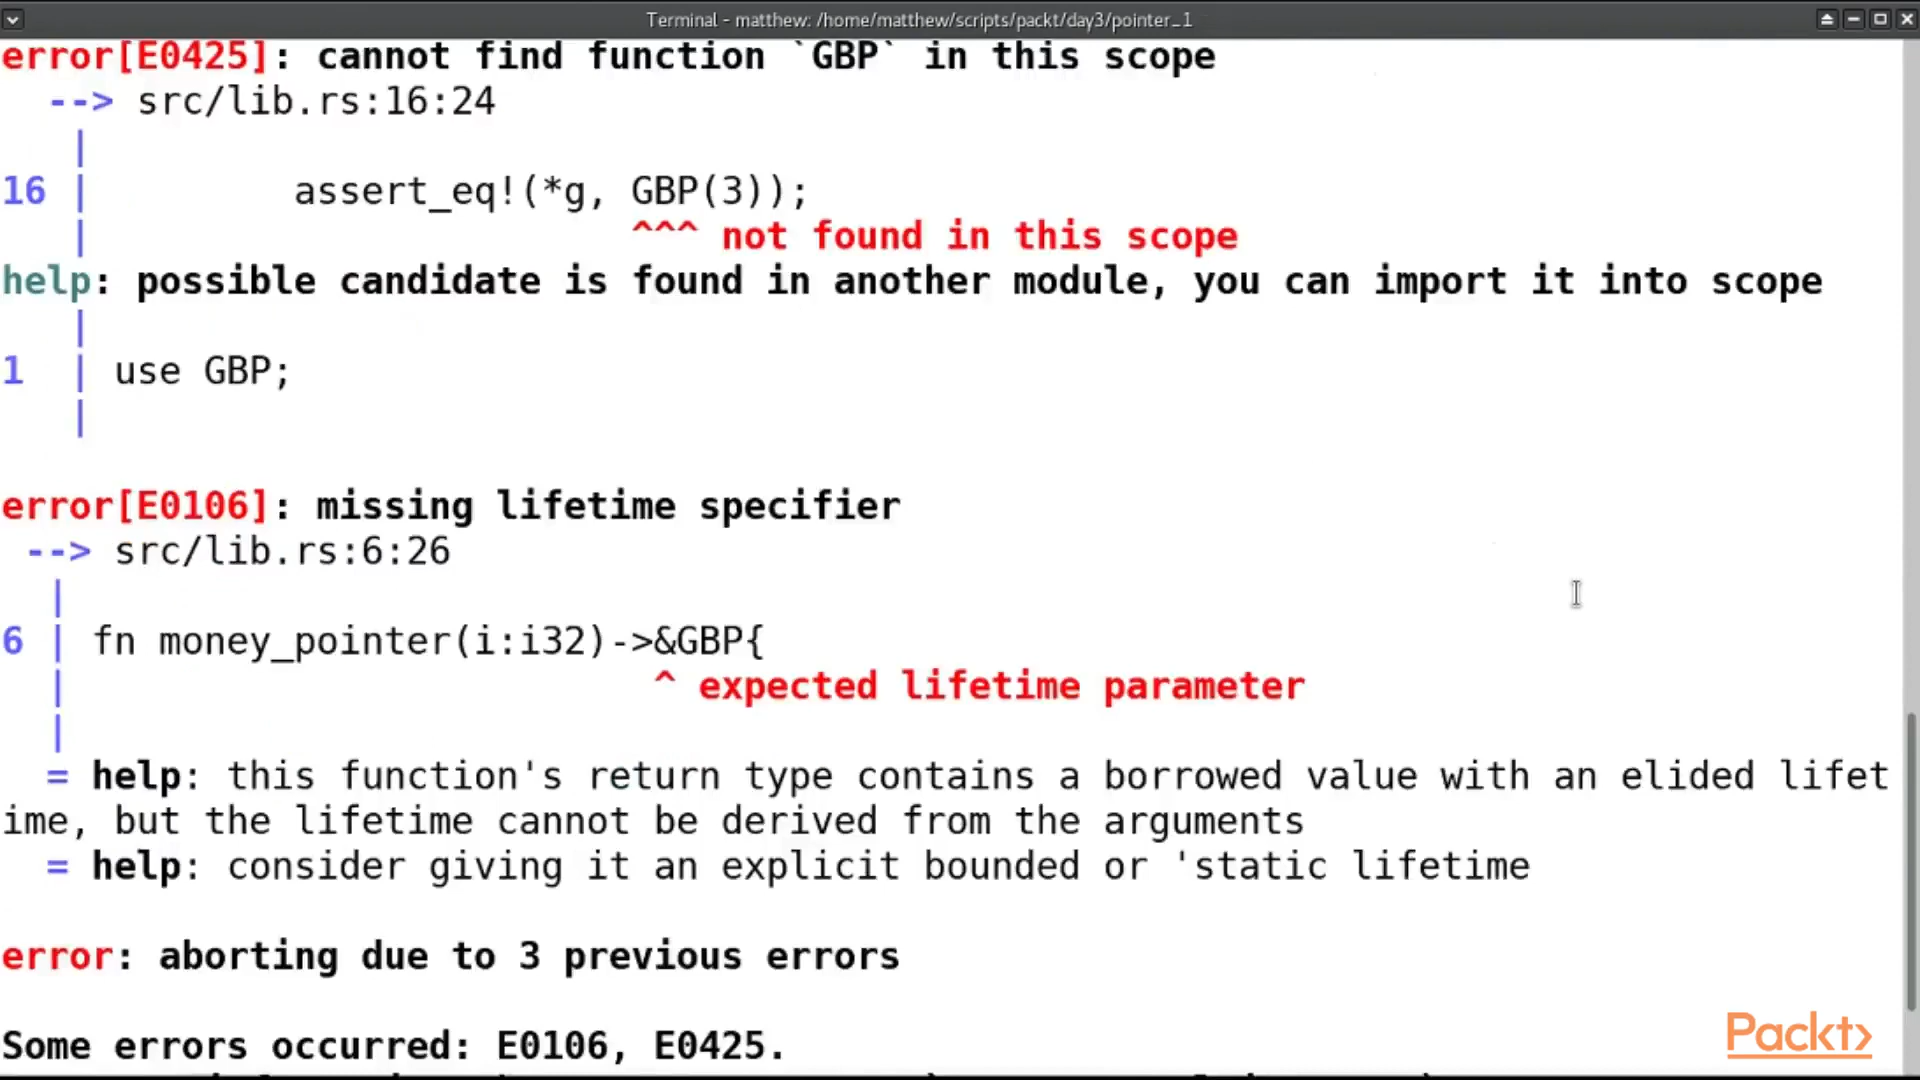 Terminal - matthew: /home/matthew/scripts/packt/day3/pointer_1
error[E0425]: cannot find function `GBP` in this scope
  --> src/lib.rs:16:24
   |
16 |         assert_eq!(*g, GBP(3));
   |                        ^^^ not found in this scope
help: possible candidate is found in another module, you can import it into scope
   |
1  | use GBP;
   |
error[E0106]: missing lifetime specifier
 --> src/lib.rs:6:26
  |
6 | fn money_pointer(i:i32)->&GBP{
  |                          ^ expected lifetime parameter
  |
  = help: this function's return type contains a borrowed value with an elided lifet
ime, but the lifetime cannot be derived from the arguments
  = help: consider giving it an explicit bounded or 'static lifetime
error: aborting due to 3 previous errors
Some errors occurred: E0106, E0425.
Packt>